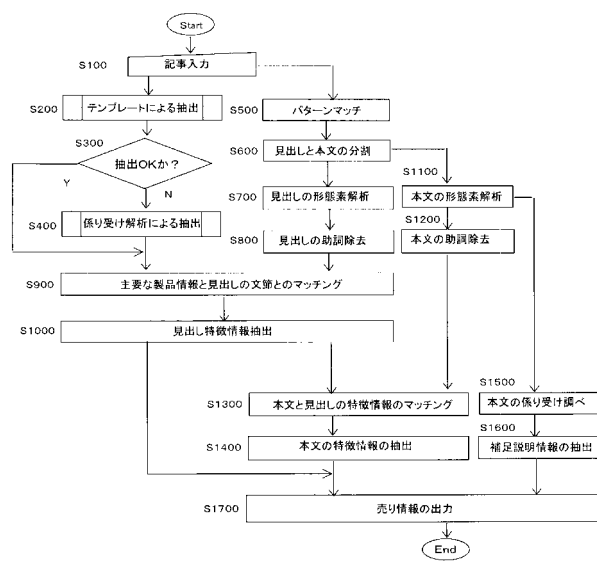 Start
S100
記事入力
S200
テンプレートによる抽出
S500
パターンマッチ
S300
抽出OKか？
Y
N
S600
見出しと本文の分割
S1100
本文の形態素解析
S700
見出しの形態素解析
S400
係り受け解析による抽出
S800
見出しの助詞除去
S1200
本文の助詞除去
S900
主要な製品情報と見出しの文節とのマッチング
S1000
見出し特徴情報抽出
S1300
本文と見出しの特徴情報のマッチング
S1500
本文の係り受け調べ
S1400
本文の特徴情報の抽出
S1600
補足説明情報の抽出
S1700
売り情報の出力
End